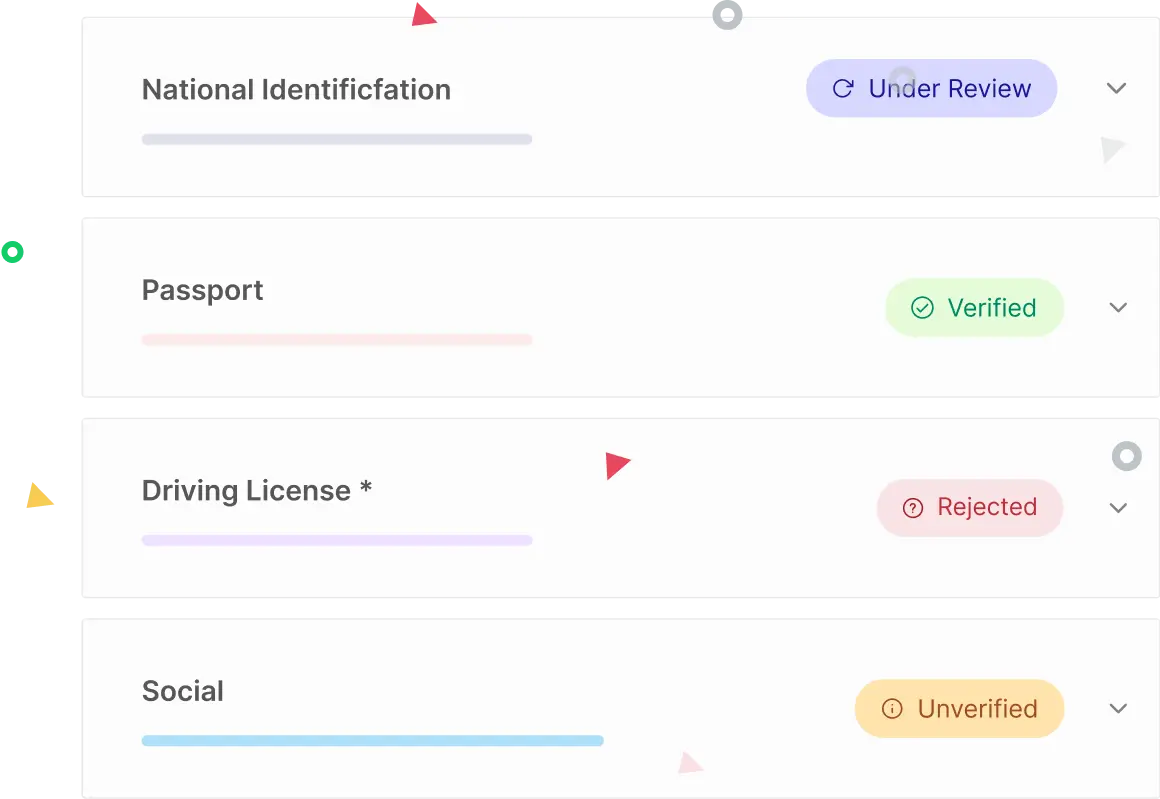 National Identificfation
Under Review
Passport
Verified
Driving License *
Rejected
Social
Unverified